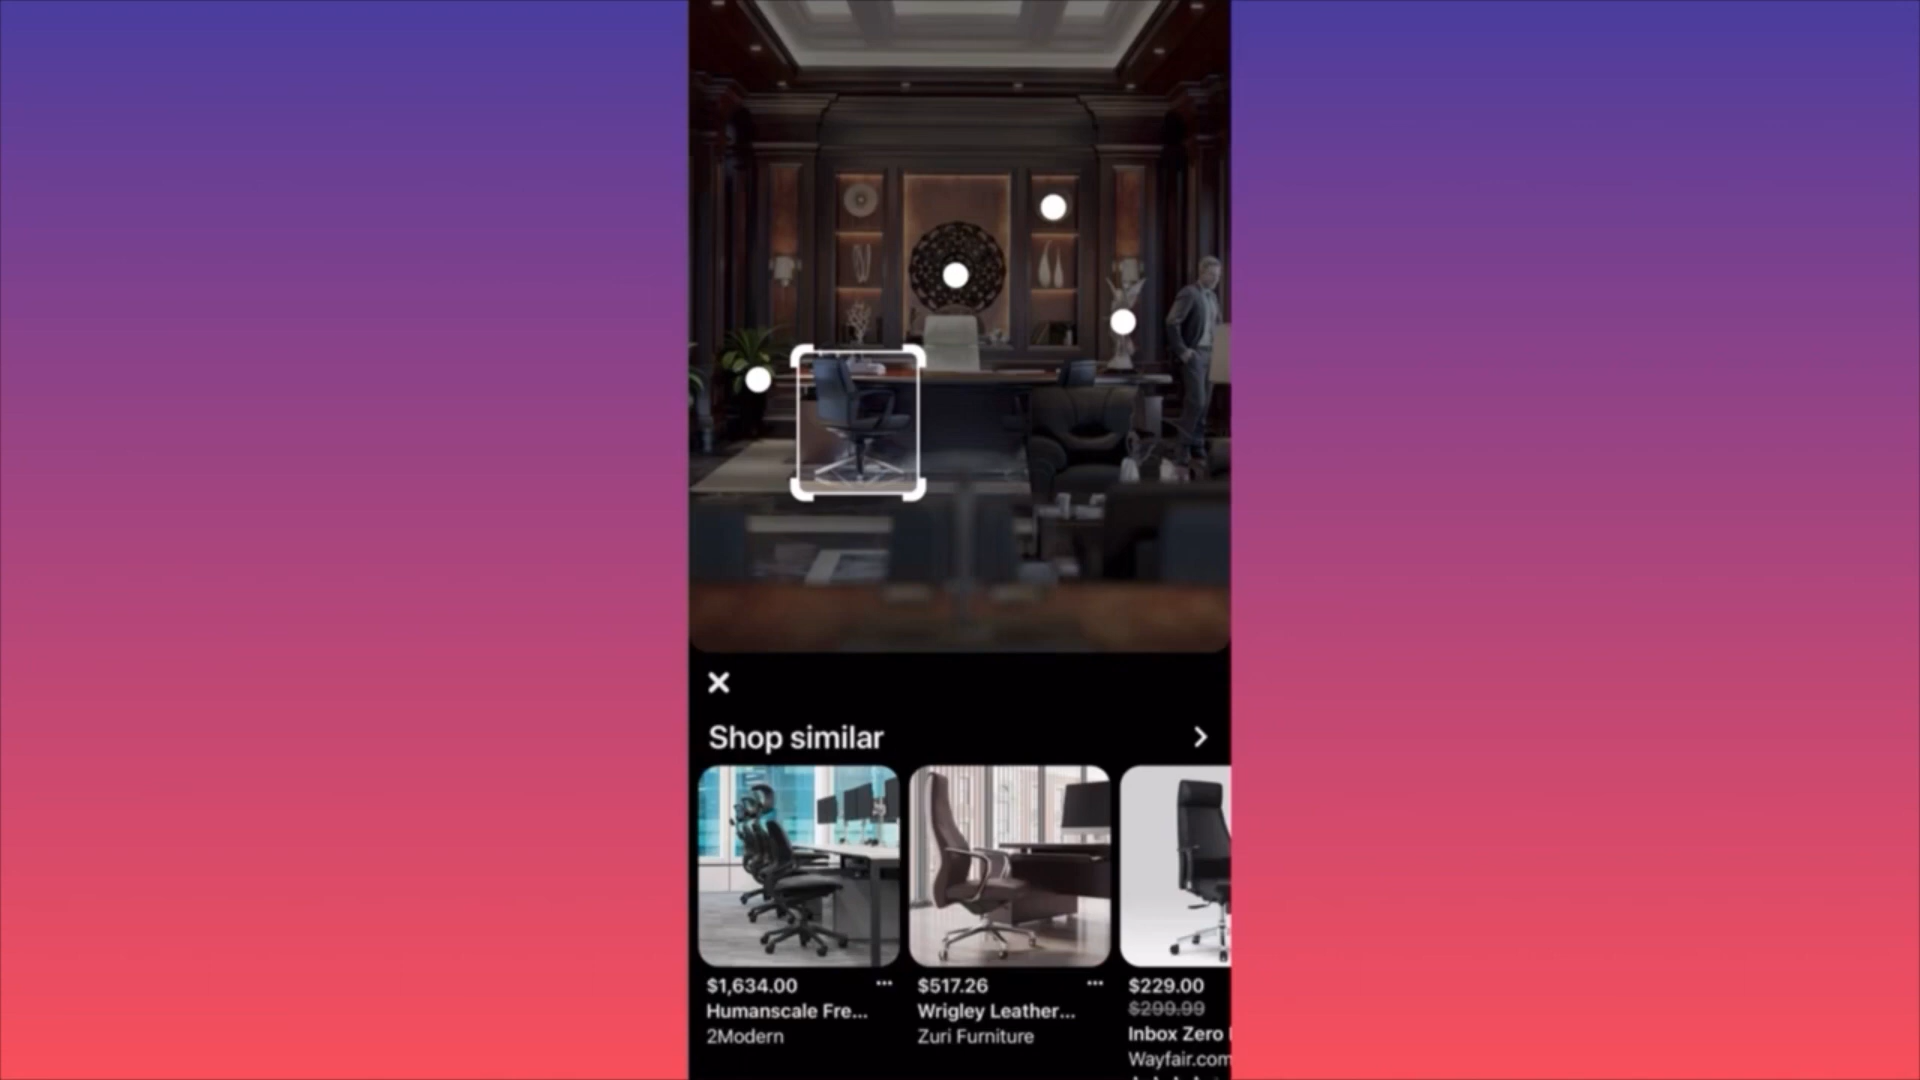 Shop similar
$1,634.00
Humanscale Fre...
2Modern
$517.26
Wrigley Leather...
Zuri Furniture
$229.00
$299.99
Inbox Zero
Wayfair.com